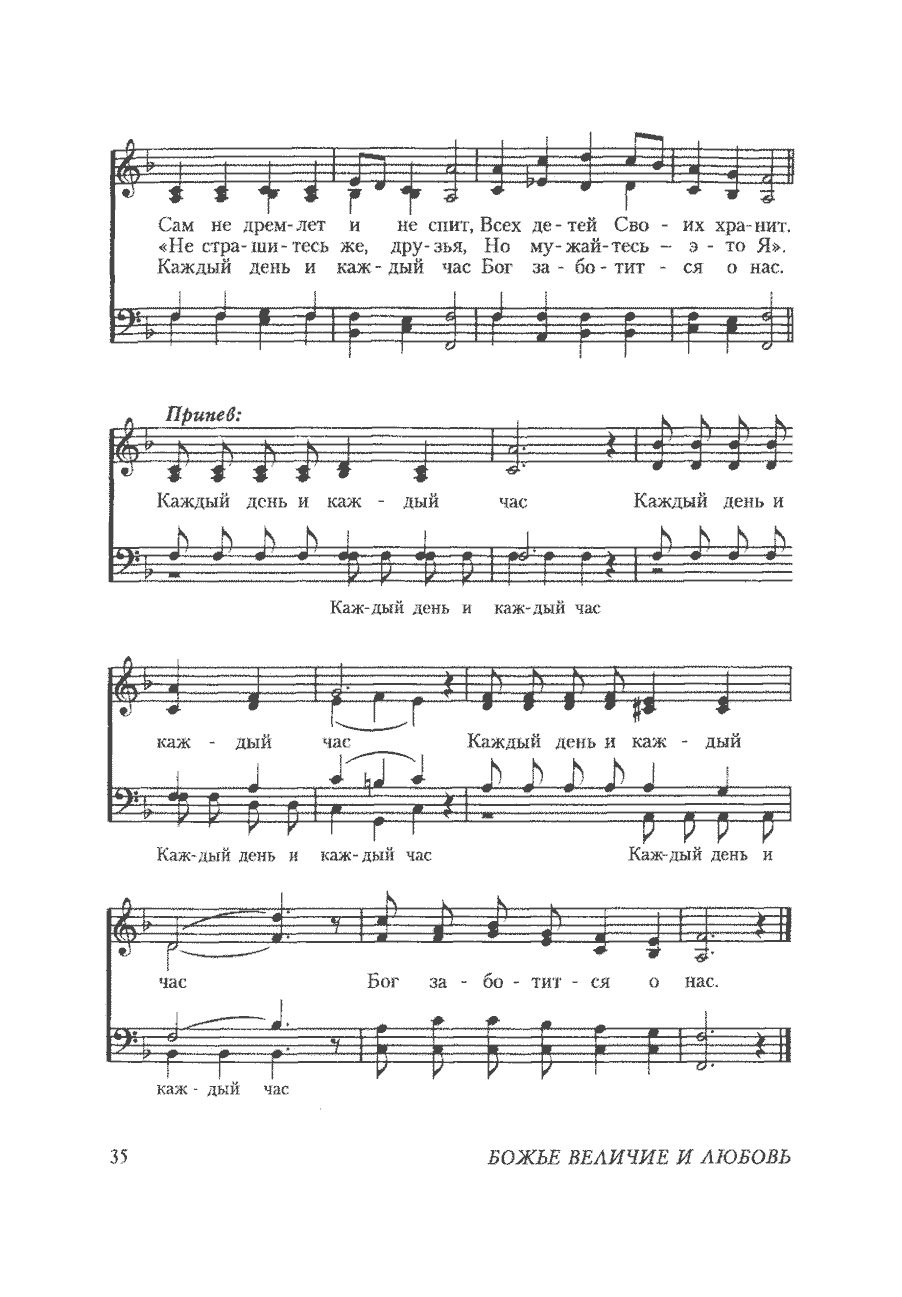 Сам не дрем-лет и не спит, Всех де-тей Сво - их хра-нит.
«Не стра-ши-тесь же, дру-зья, Но му-жай-тесь – э - то Я».
Каждый день и каж-дый час Бог за - бо-тит - ся о нас.
Припев:
Каждый день и каж - дый час Каждый день и
Каж-дый день и каж-дый час
каж - дый час Каждый день и каж - дый
Каж-дый день и каж-дый час Каж-дый день и
час Бог за - бо - тит - ся о нас.
каж - дый час
35 БОЖЬЕ ВЕЛИЧИЕ И ЛЮБОВЬ